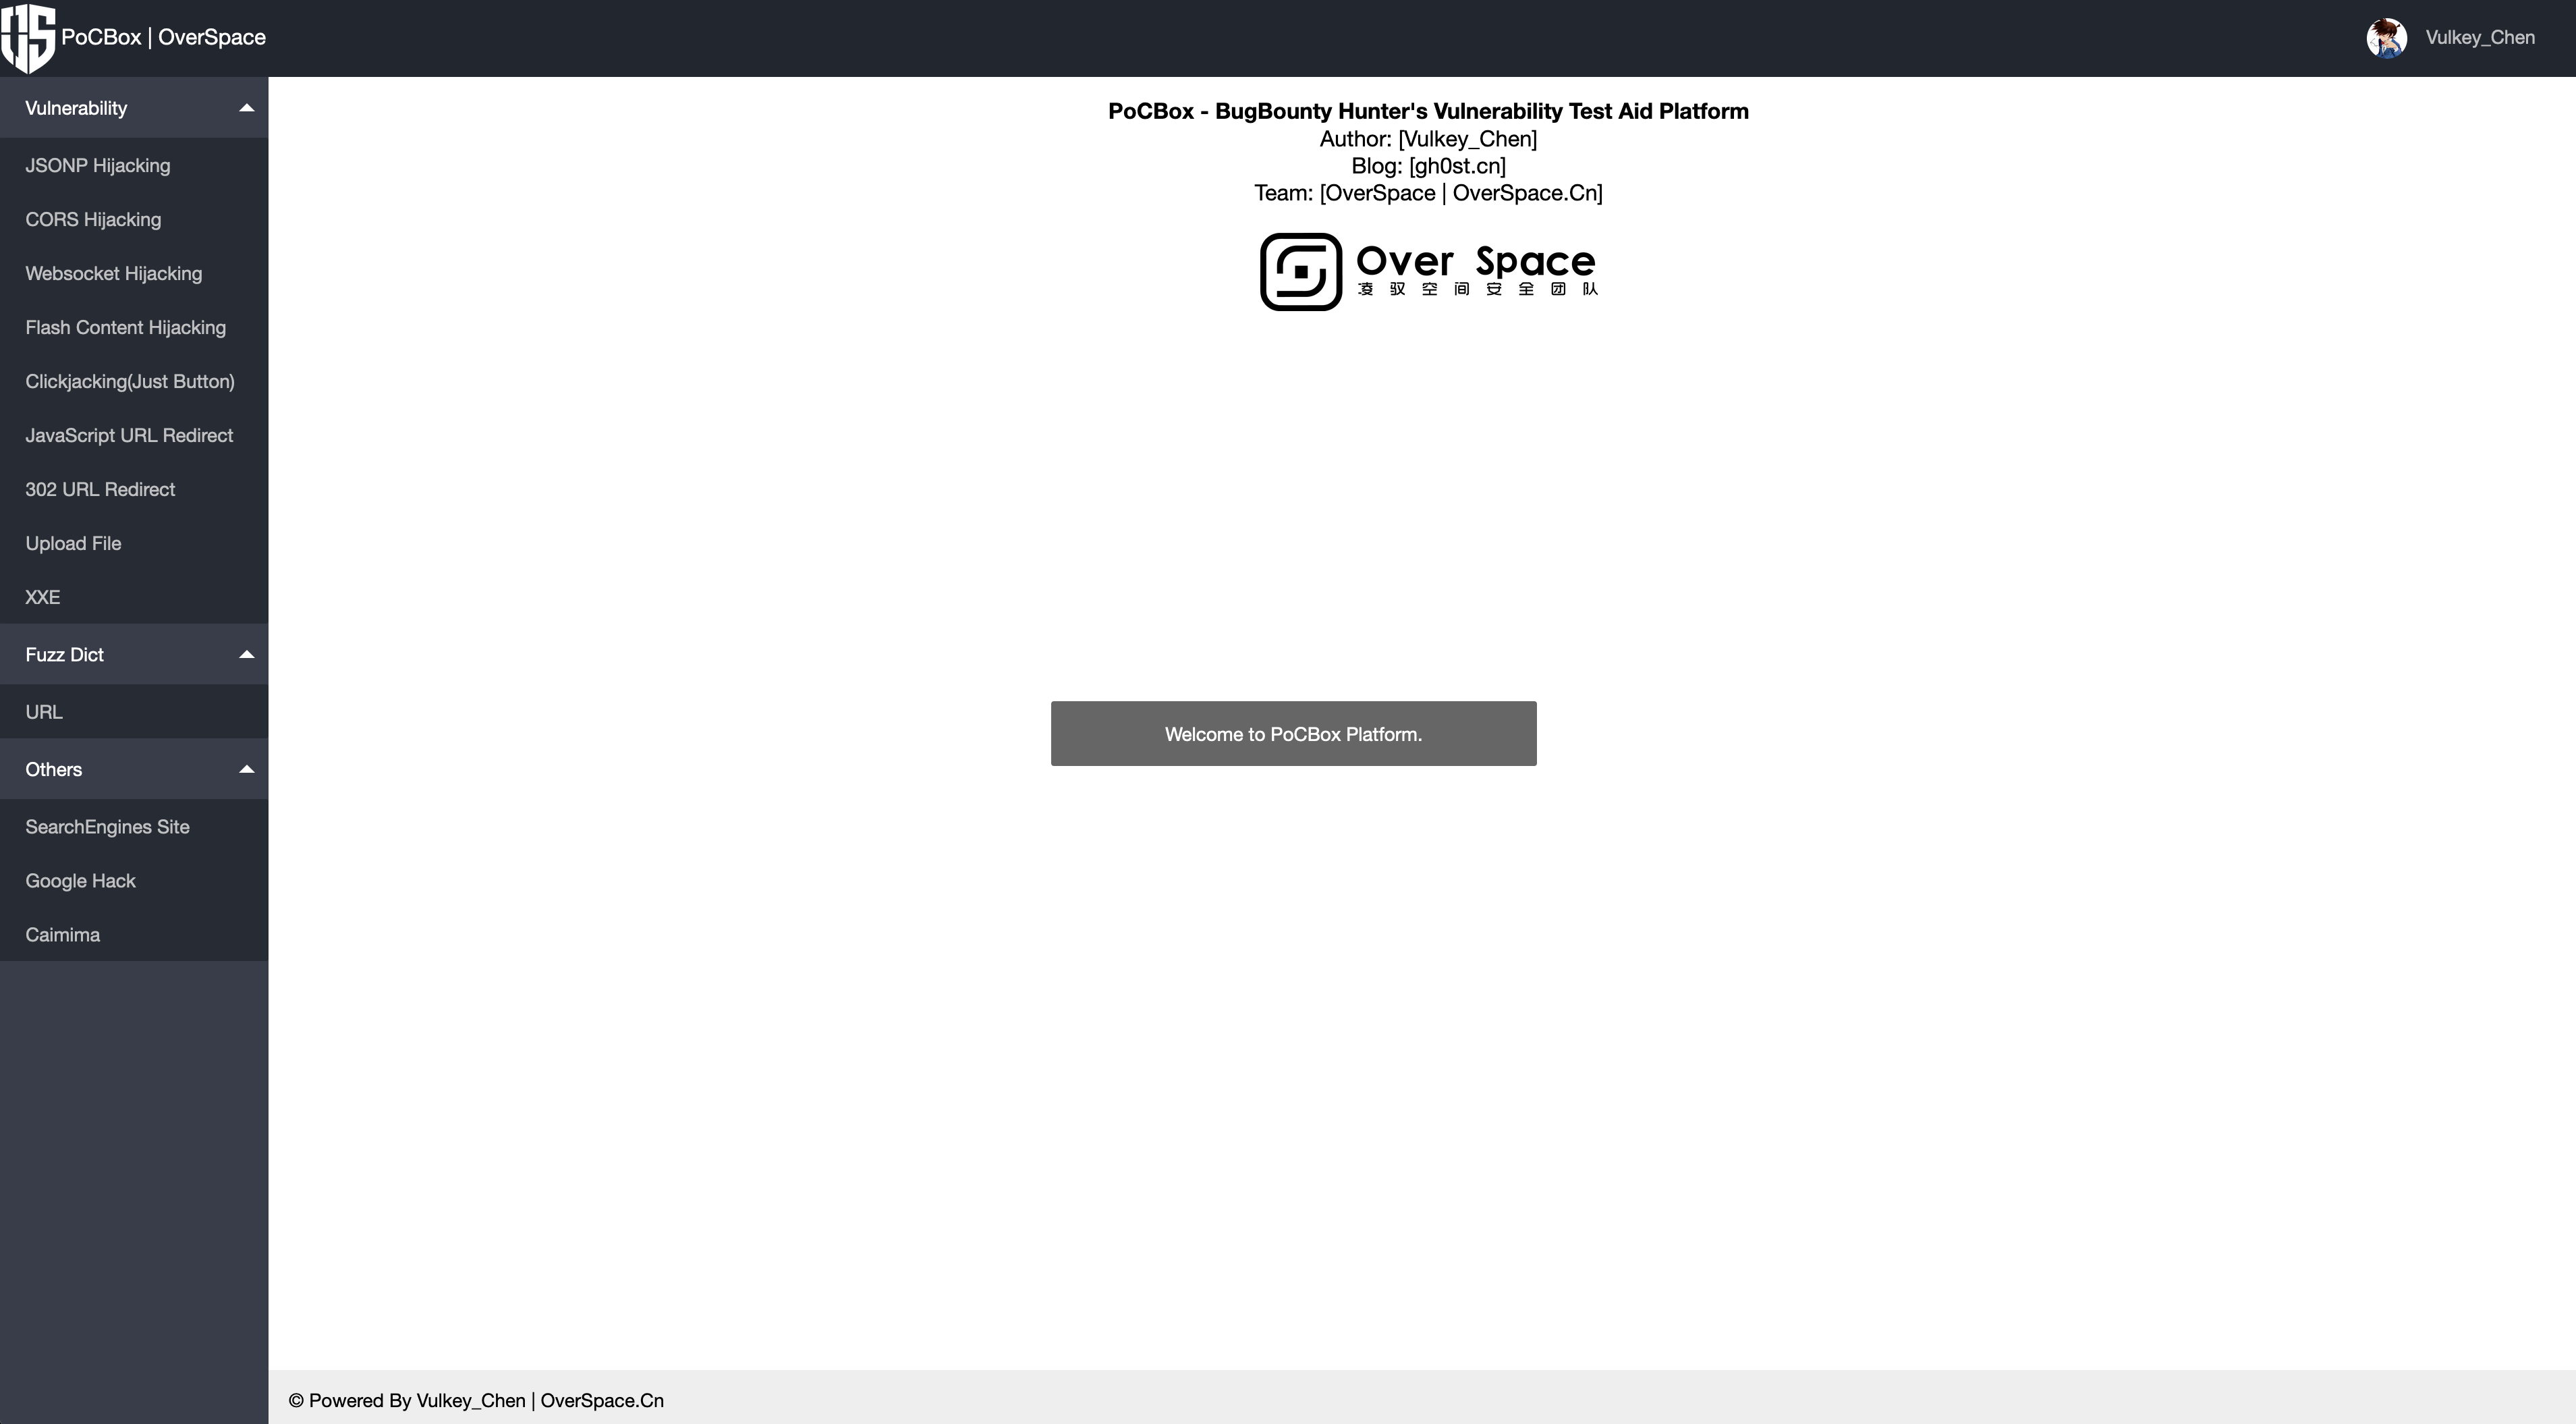 PoCBox | OverSpace
Vulkey_Chen
Vulnerability
JSONP Hijacking
CORS Hijacking
Websocket Hijacking
Flash Content Hijacking
Clickjacking(Just Button)
JavaScript URL Redirect
302 URL Redirect
Upload File
XXE
Fuzz Dict
URL
Others
SearchEngines Site
Google Hack
Caimima
PoCBox - BugBounty Hunter's Vulnerability Test Aid Platform
Author: [Vulkey_Chen]
Blog: [gh0st.cn]
Team: [OverSpace | OverSpace.Cn]
Over Space
凌驭空间安全团队
Welcome to PoCBox Platform.
© Powered By Vulkey_Chen | OverSpace.Cn